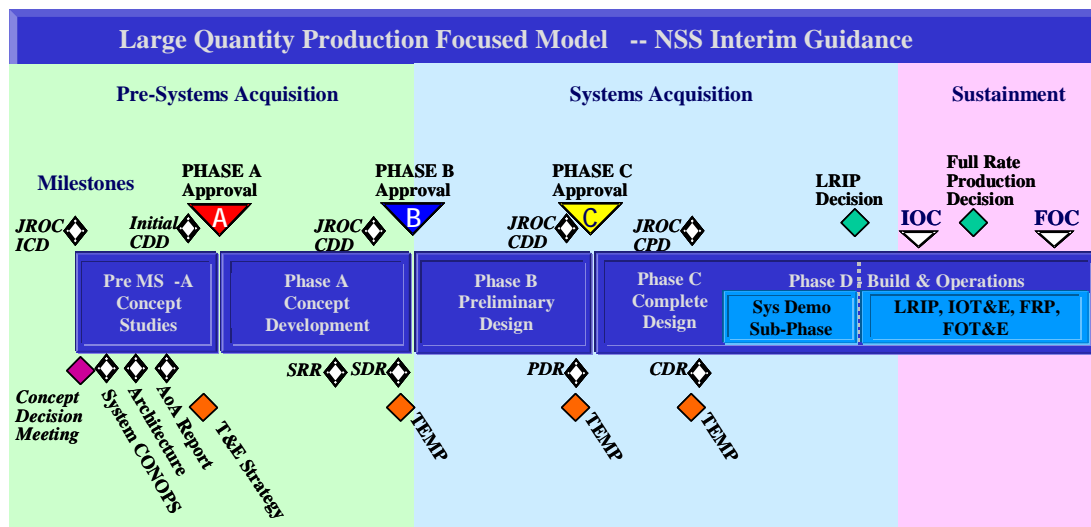 Large Quantity Production Focused Model -- NSS Interim Guidance
Pre-Systems Acquisition
Systems Acquisition
Sustainment
Milestones
PHASE A
Approval
PHASE B
Approval
PHASE C
Approval
LRIP
Decision
Full Rate
Production
Decision
JROC
ICD
Initial
CDD
A
JROC
CDD
B
JROC
CDD
C
JROC
CPD
IOC
FOC
Pre MS -A
Concept
Studies
Phase A
Concept
Development
Phase B
Preliminary
Design
Phase C
Complete
Design
Phase D Build & Operations
Sys Demo
Sub-Phase
LRIP, IOT&E, FRP,
FOT&E
Concept
Decision
Meeting
System CONOPS
Architecture
AoA Report
T&E Strategy
SRR
SDR
TEMP
PDR
TEMP
CDR
TEMP